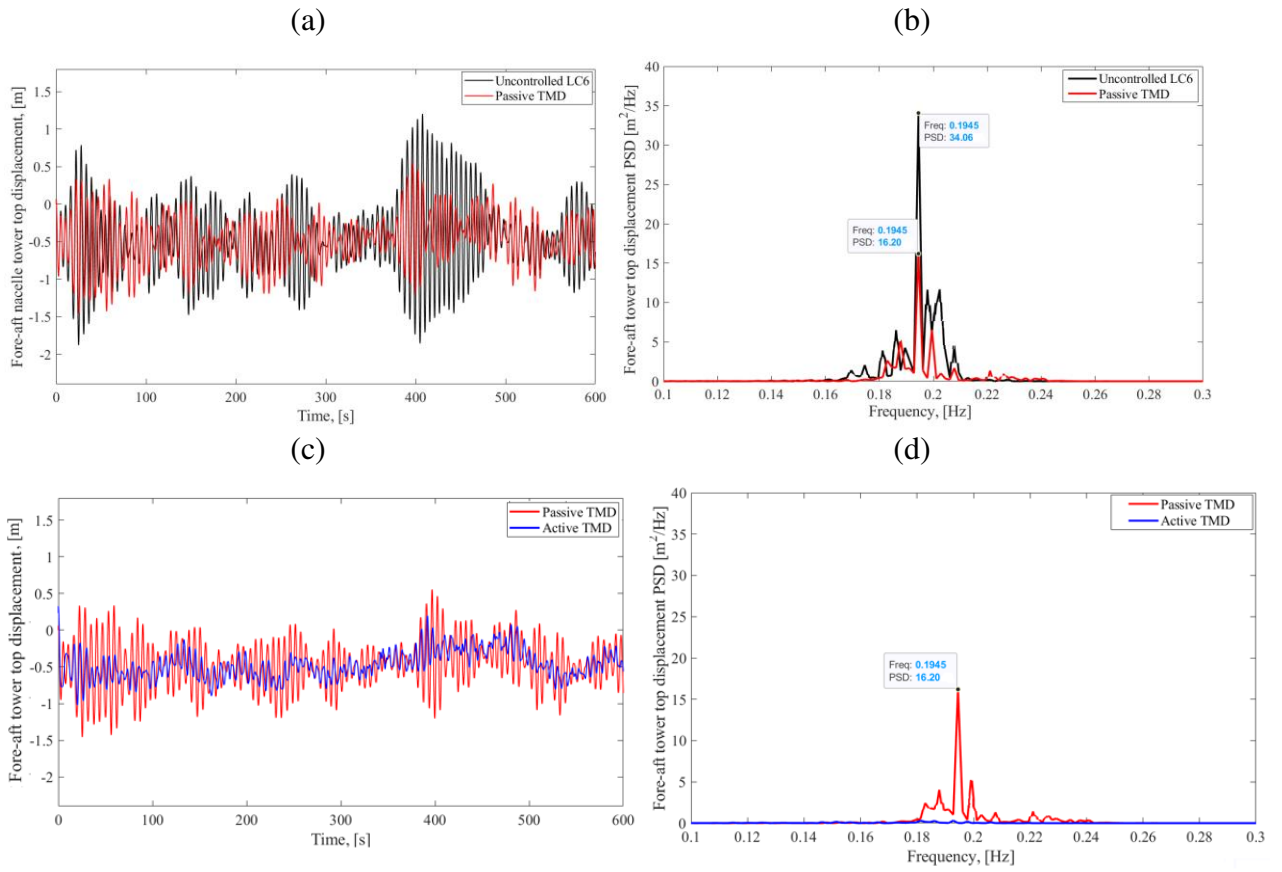 (a)
Fore-aft nacelle tower top displacement, [m]
1.5
1
0.5
0
-0.5
-1
-1.5
-2
Uncontrolled LC6
Passive TMD
0 100 200 300 400 500 600
Time, [s]
(b)
Fore-aft tower top displacement PSD [m²/Hz]
40
35
30
25
20
15
10
5
0
Uncontrolled LC6
Passive TMD
Freq: 0.1945
PSD: 34.06
Freq: 0.1945
PSD: 16.20
0.1 0.12 0.14 0.16 0.18 0.2 0.22 0.24 0.26 0.28 0.3
Frequency, [Hz]
(c)
Fore-aft tower top displacement, [m]
1.5
1
0.5
0
-0.5
-1
-1.5
-2
Passive TMD
Active TMD
0 100 200 300 400 500 600
Time, [s]
(d)
Fore-aft tower top displacement PSD [m²/Hz]
40
35
30
25
20
15
10
5
0
Passive TMD
Active TMD
Freq: 0.1945
PSD: 16.20
0.1 0.12 0.14 0.16 0.18 0.2 0.22 0.24 0.26 0.28 0.3
Frequency, [Hz]